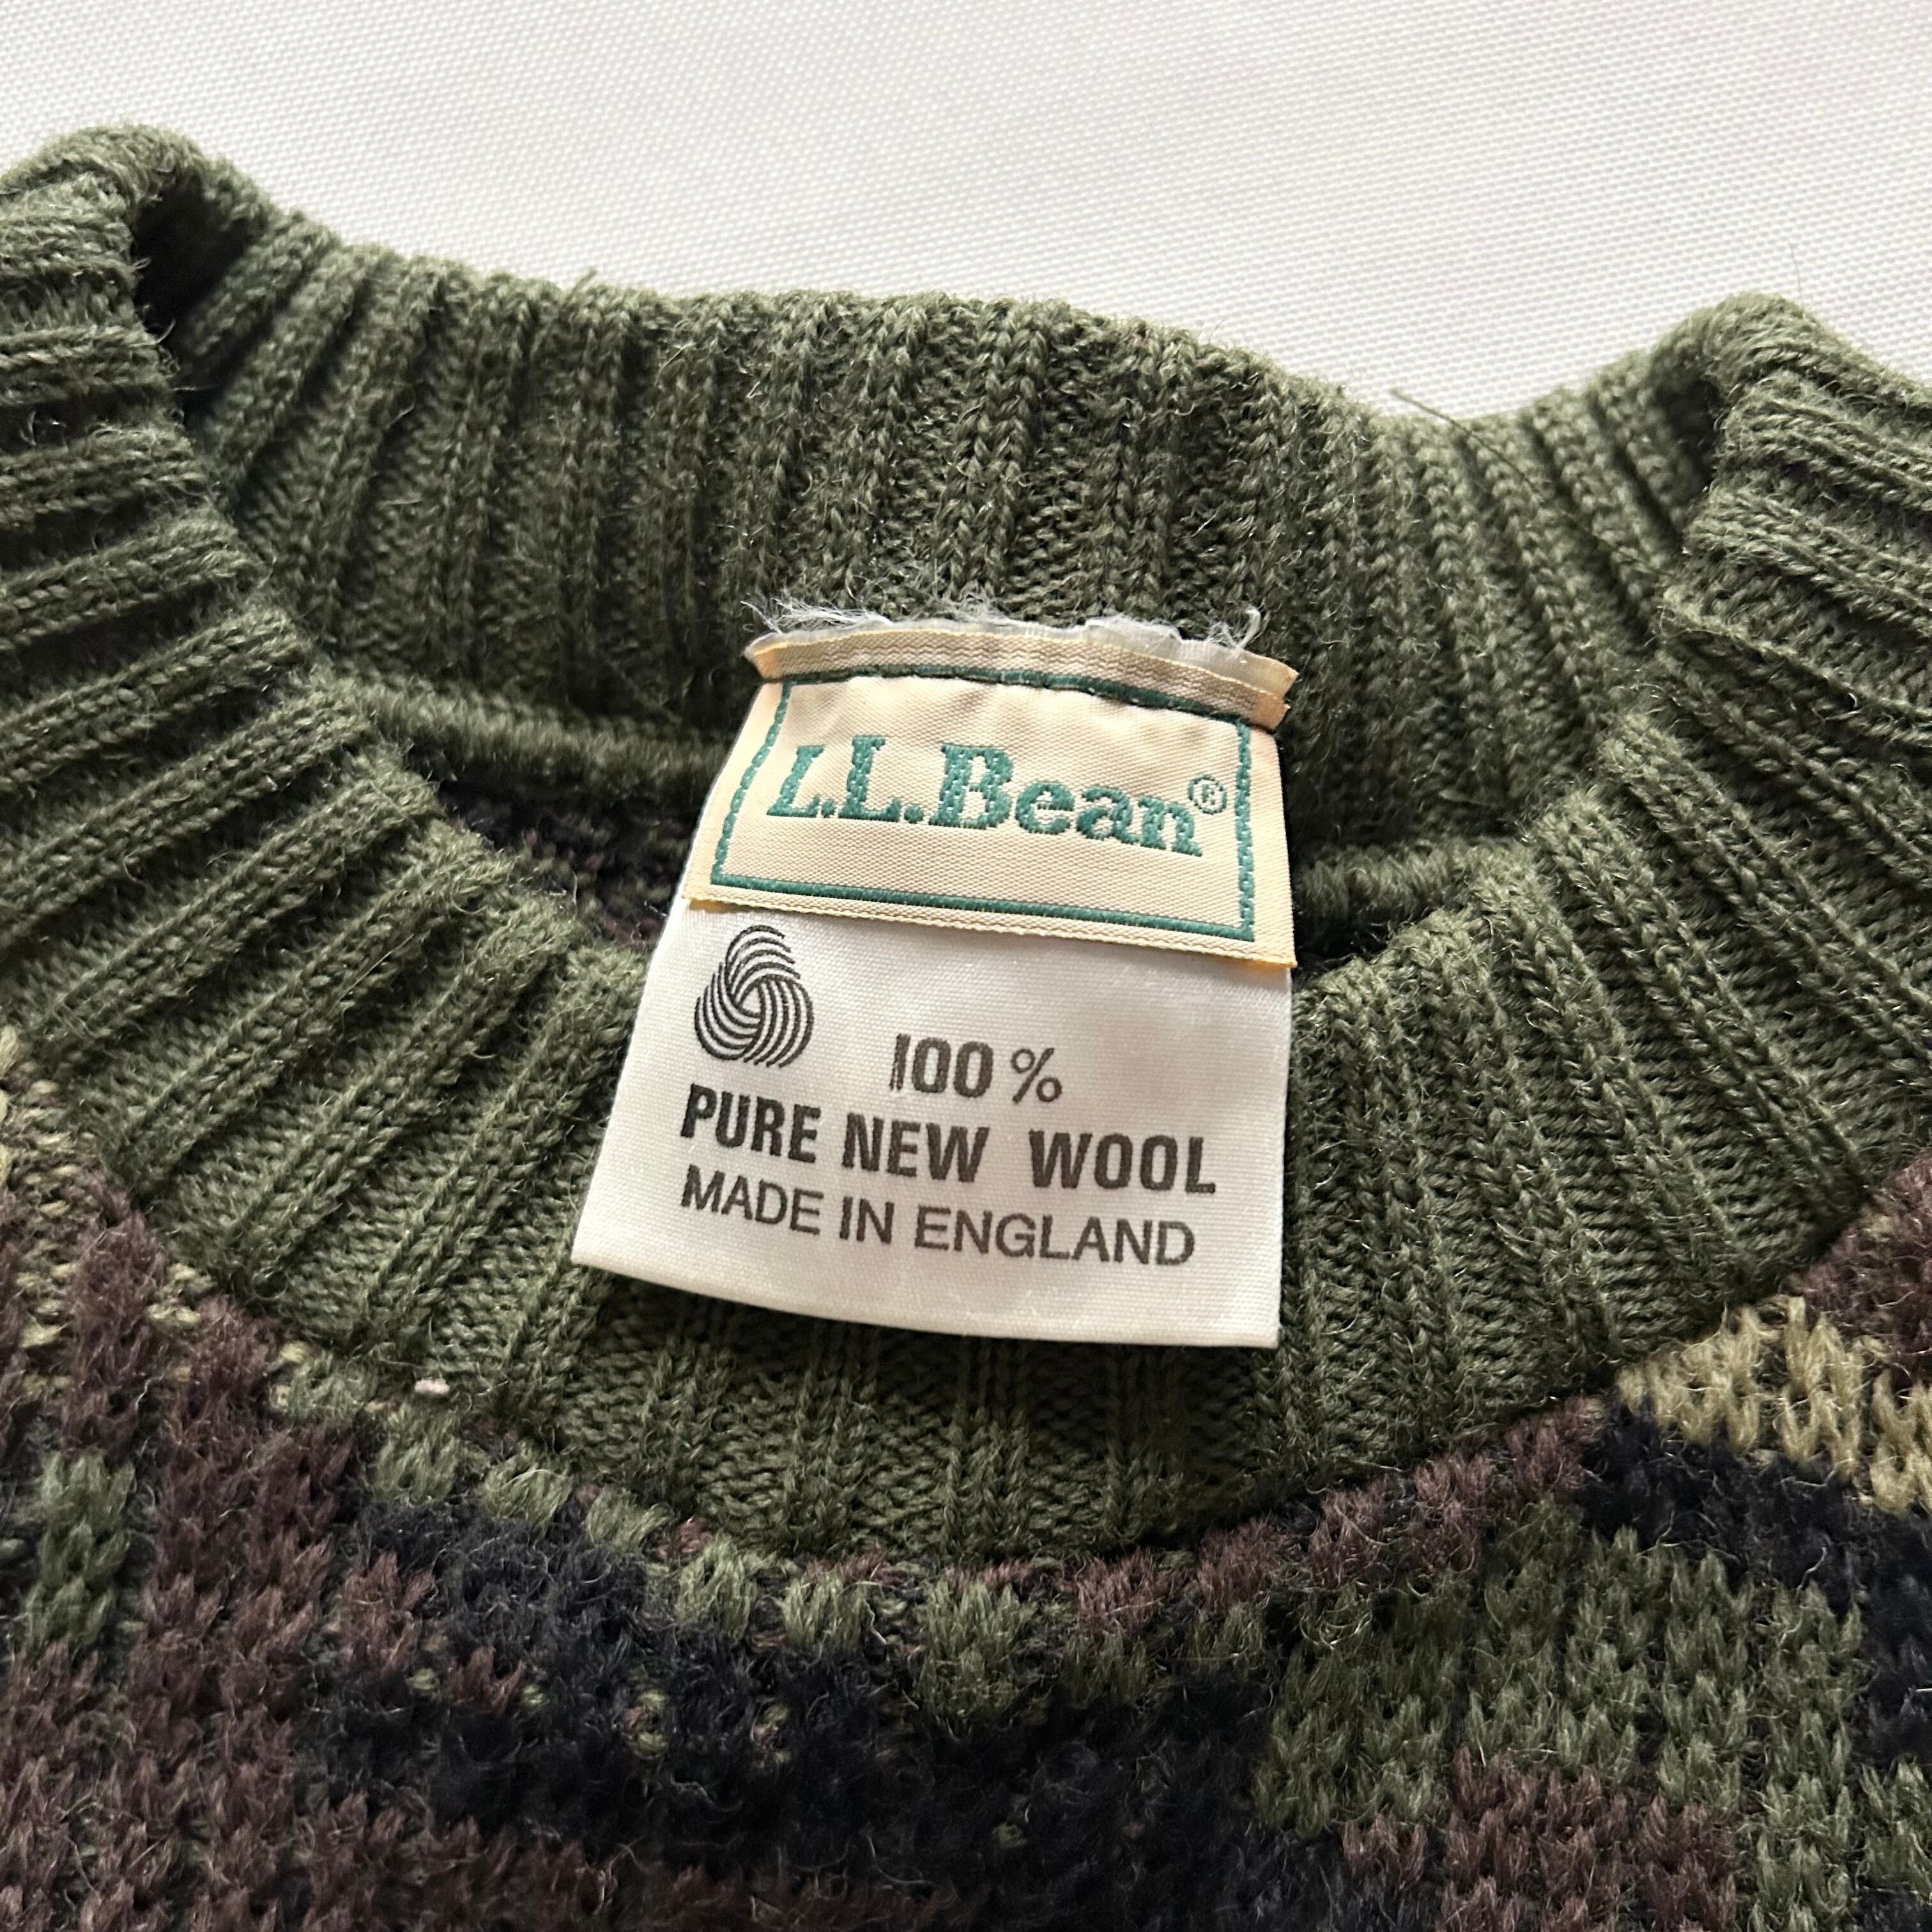 L.L.Bean®
100 %
PURE NEW WOOL
MADE IN ENGLAND